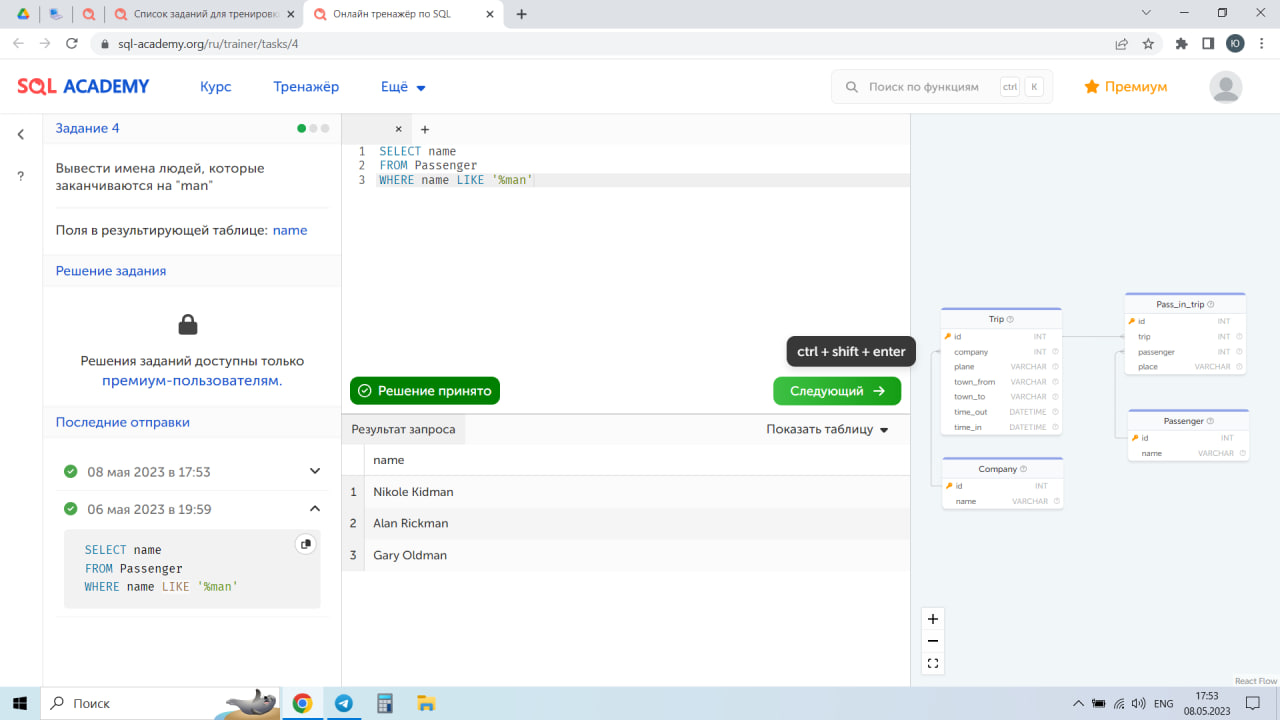 Список заданий для тренировк
Онлайн тренажёр по SQL
sql-academy.org/ru/trainer/tasks/4
Ю
SQL ACADEMY
Курс
Тренажёр
Ещё
Поиск по функциям
ctrl
K
Премиум
Задание 4
Вывести имена людей, которые
заканчиваются на "man"
Поля в результирующей таблице: name
Решение задания
Решения заданий доступны только
премиум-пользователям.
Последние отправки
08 мая 2023 в 17:53
06 мая 2023 в 19:59
SELECT name
FROM Passenger
WHERE name LIKE '%man'
1 SELECT name
2 FROM Passenger
3 WHERE name LIKE '%man'
ctrl + shift + enter
Решение принято
Следующий
Результат запроса
Показать таблицу
name
1 Nikole Kidman
2 Alan Rickman
3 Gary Oldman
Trip
id INT
company INT
plane VARCHAR
town_from VARCHAR
town_to VARCHAR
time_out DATETIME
time_in DATETIME
Company
id INT
name VARCHAR
Pass_in_trip
id INT
trip INT
passenger INT
place VARCHAR
Passenger
id INT
name VARCHAR
React Flow
Поиск
ENG
17:53
08.05.2023